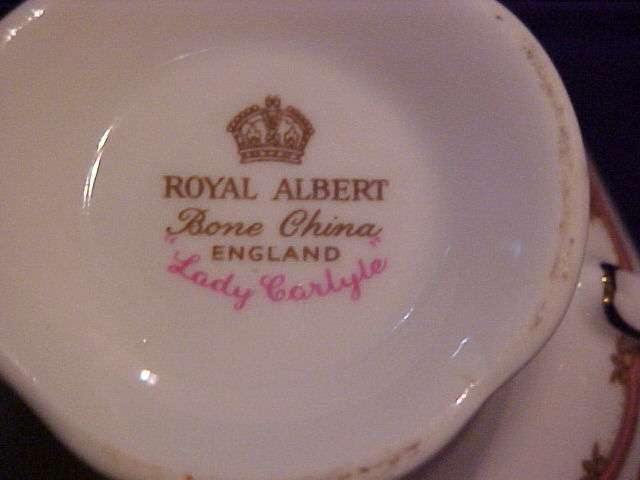 ROYAL ALBERT
Bone China
ENGLAND
"Lady Carlyle"